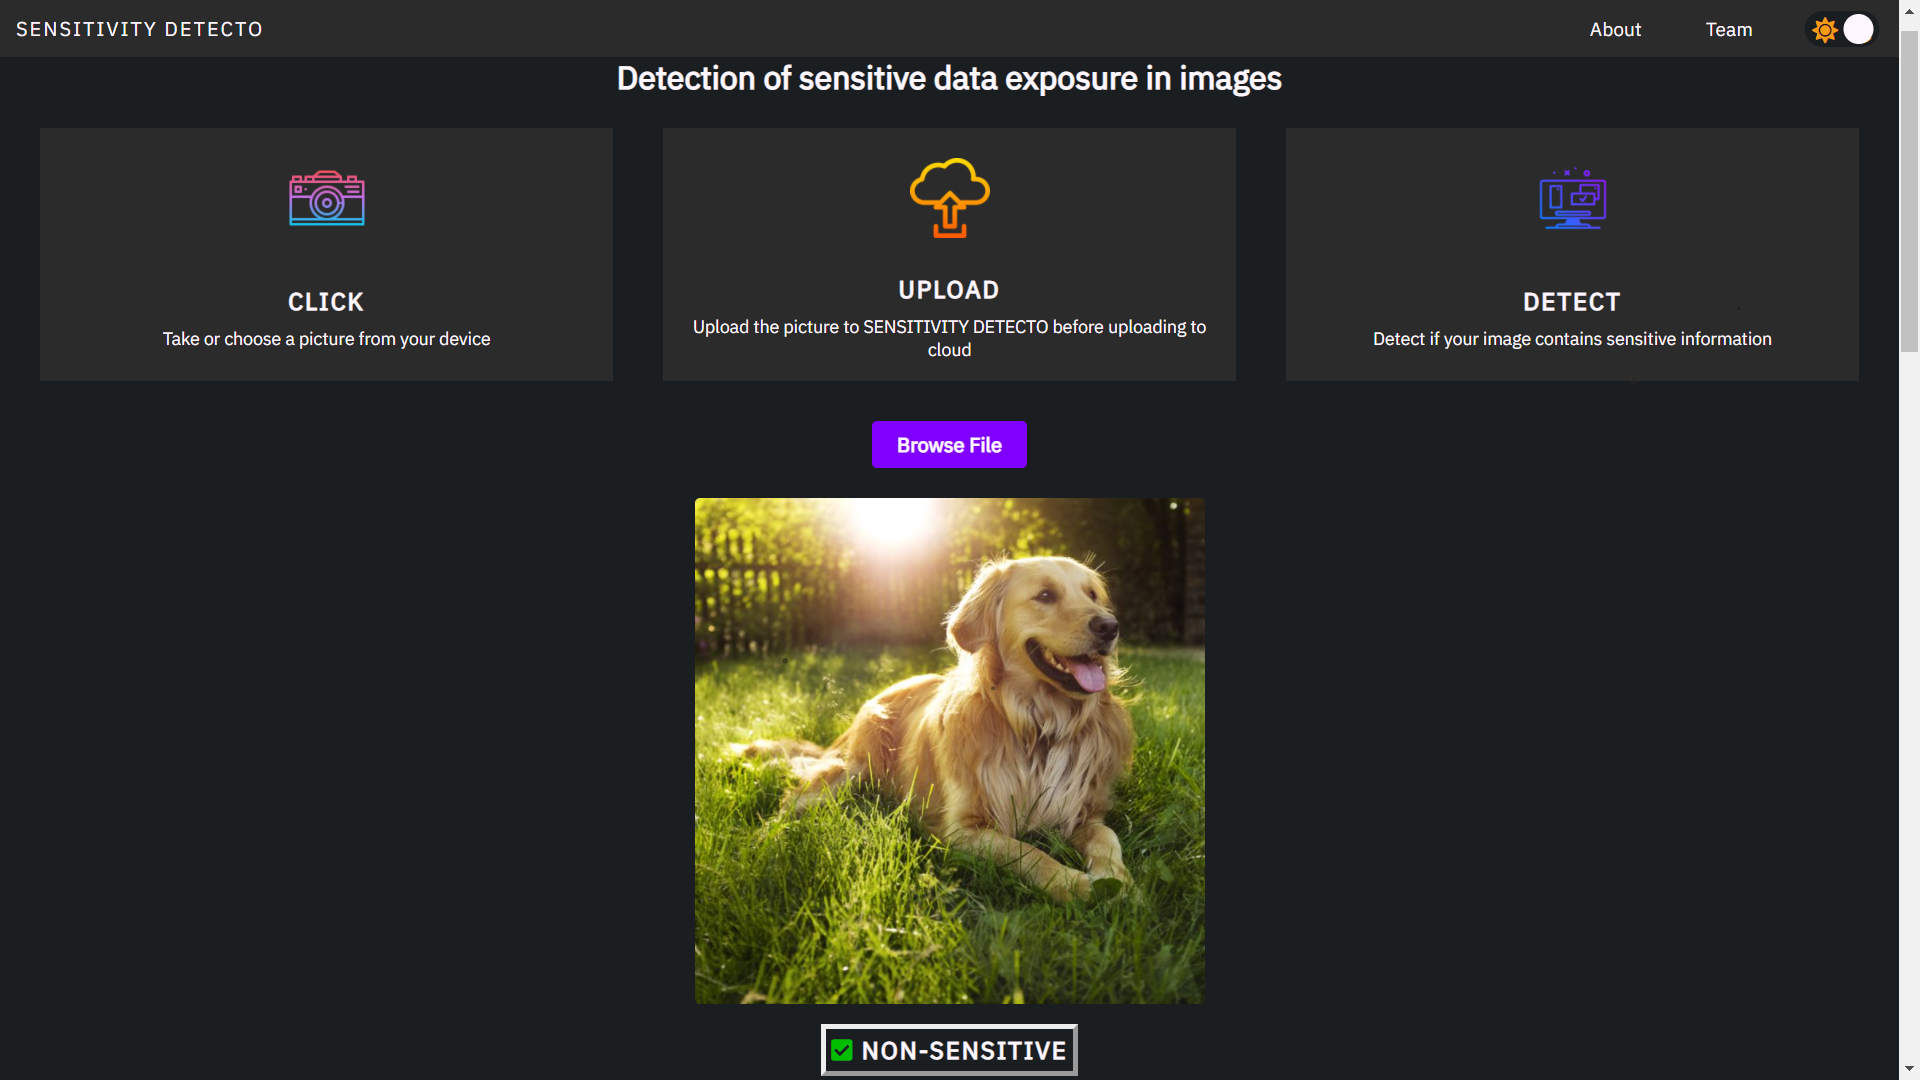 SENSITIVITY DETECTO
About
Team
Detection of sensitive data exposure in images
CLICK
Take or choose a picture from your device
UPLOAD
Upload the picture to SENSITIVITY DETECTO before uploading to
cloud
DETECT
Detect if your image contains sensitive information
Browse File
NON-SENSITIVE